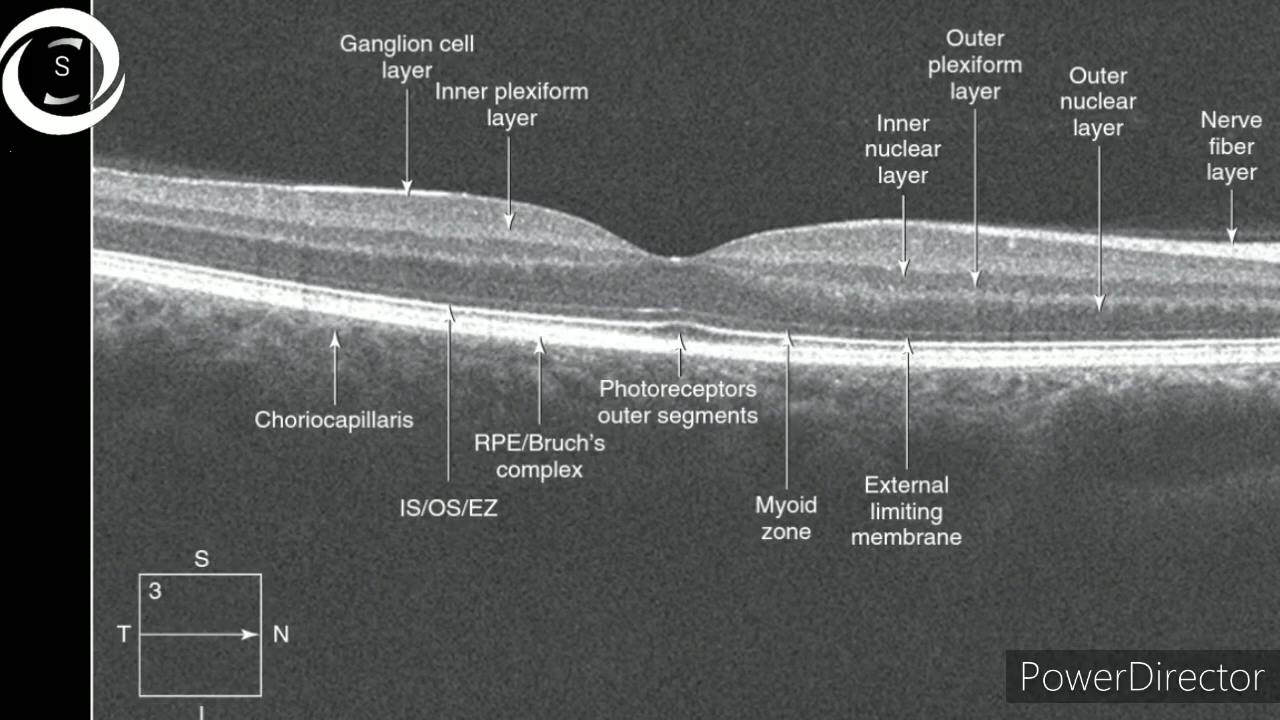 S
Ganglion cell
layer
Inner plexiform
layer
Outer
plexiform
layer
Outer
nuclear
layer
Inner
nuclear
layer
Nerve
fiber
layer
Choriocapillaris
IS/OS/EZ
RPE/Bruch's
complex
Photoreceptors
outer segments
Myoid
zone
External
limiting
membrane
S
3
T
N
I
PowerDirector